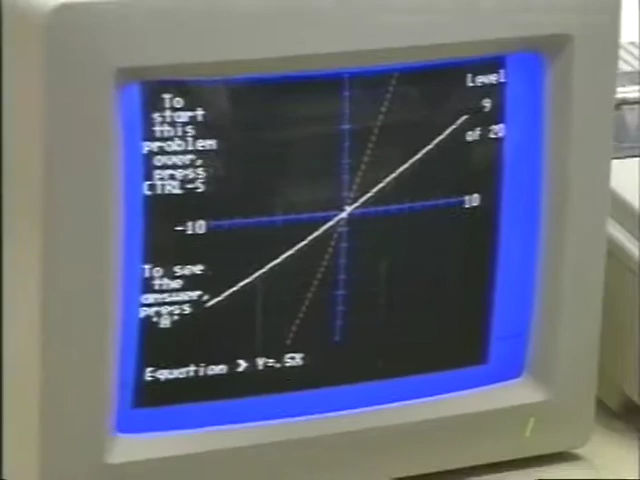 To
start
this
problem
over,
press
CTRL-S
Level
9
of 20
-10
10
To see
the
answer,
press
'A'
Equation > Y=.5X